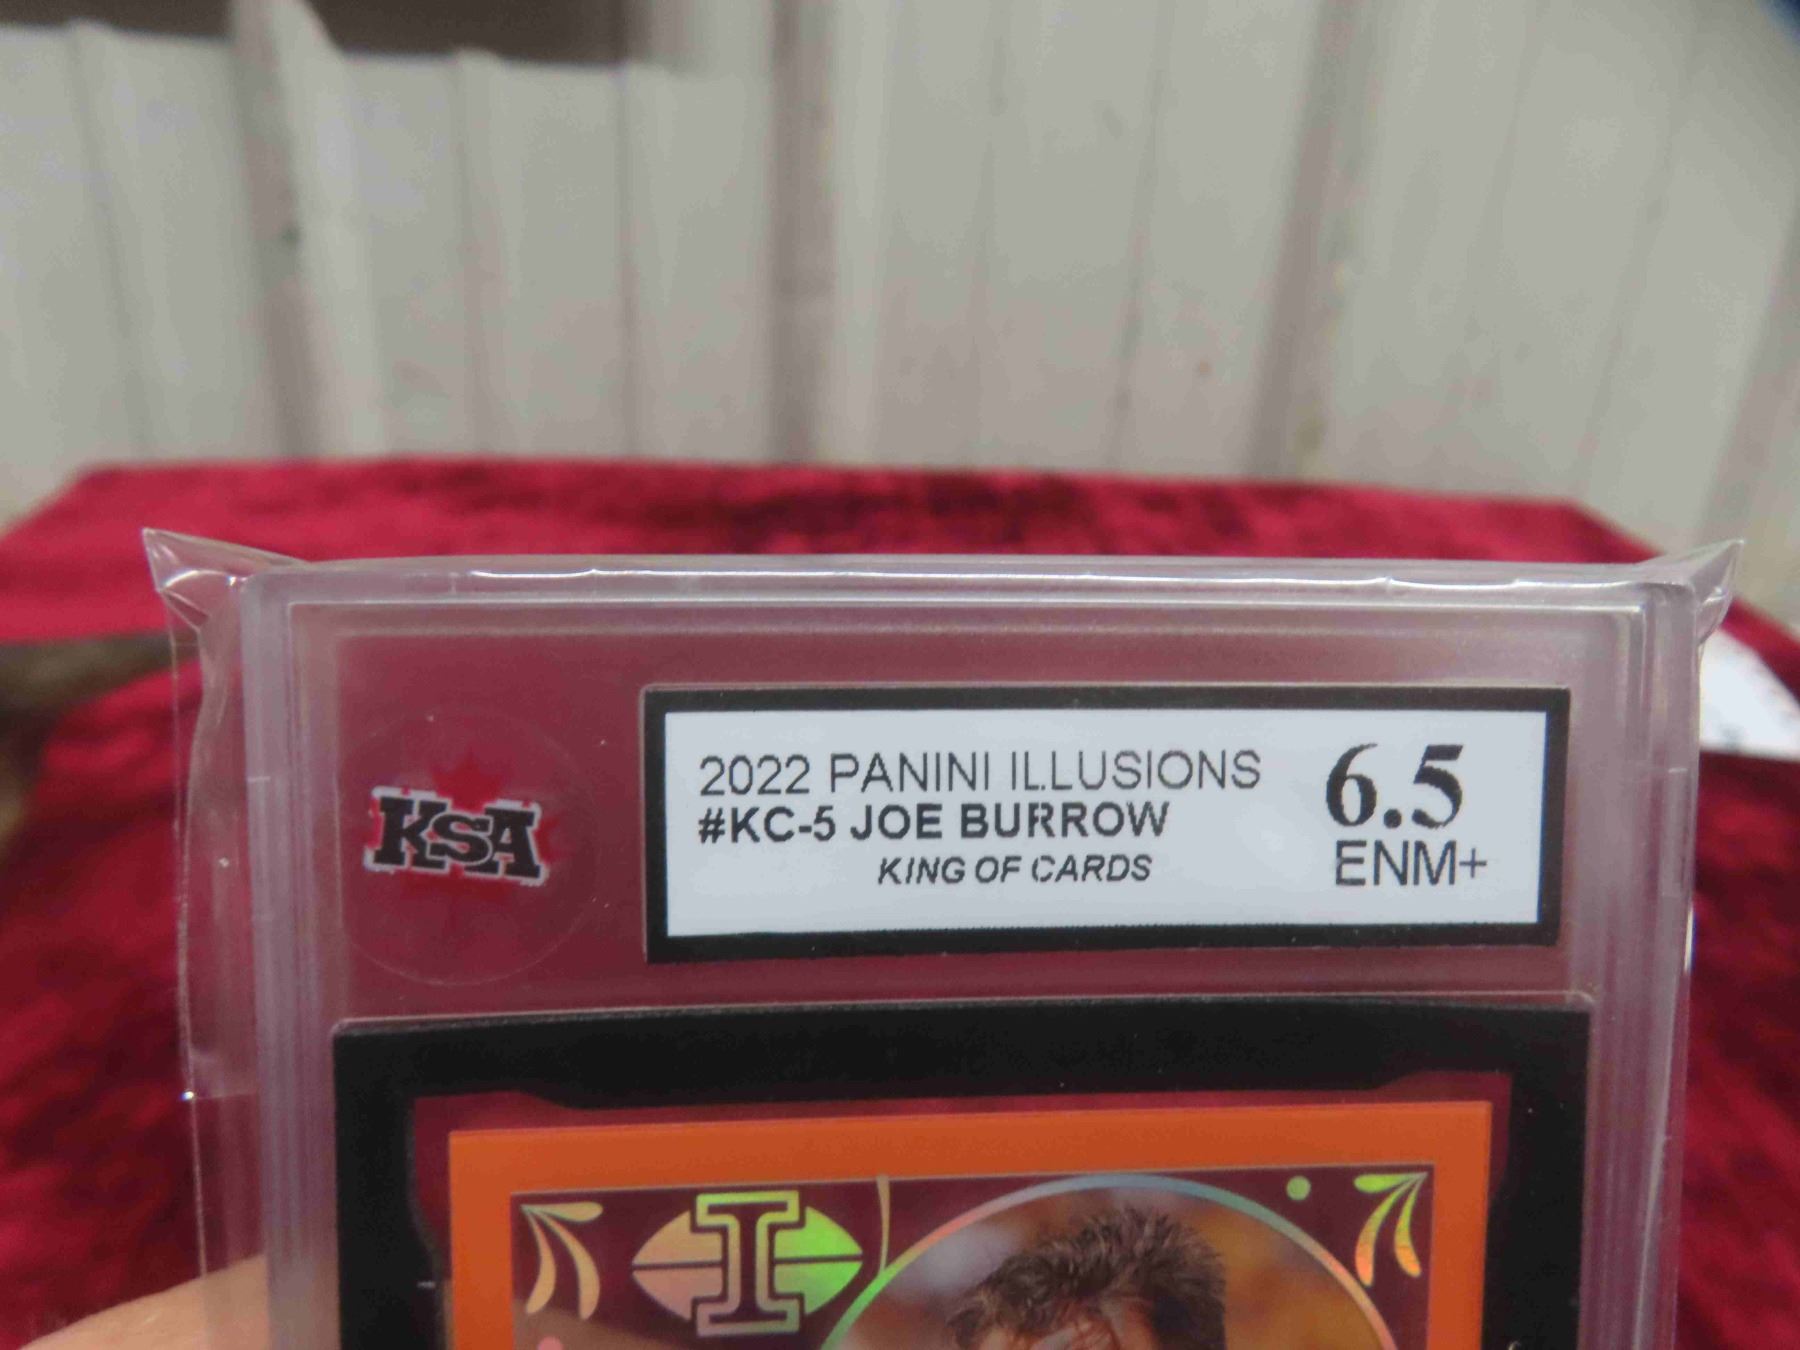 KSA
2022 PANINI ILLUSIONS
#KC-5 JOE BURROW
KING OF CARDS
6.5
ENM+
I